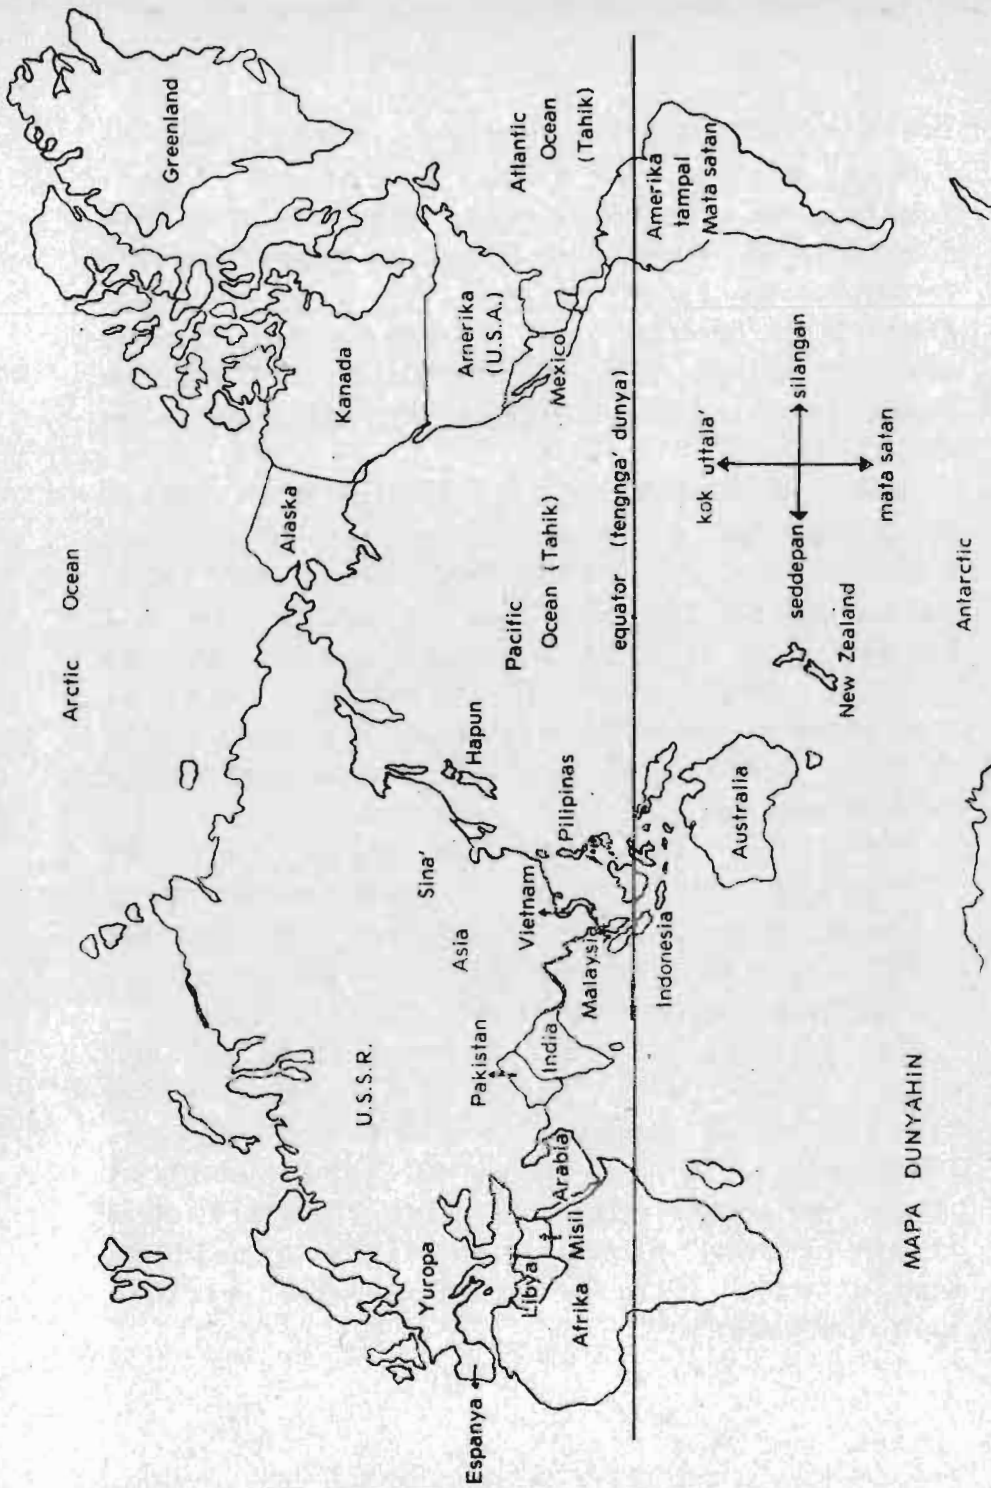 Arctic Ocean
Greenland
Alaska
Kanada
U.S.S.R.
Yuropa
Sina'
Hapun
Amerika
(U.S.A.)
Atlantic
Ocean
(Tahik)
Espanya
Pakistan
Asia
Vietnam
Pilipinas
Pacific
Ocean (Tahik)
Mexico
Libya
Misil
Arabia
India
Malaysia
Afrika
equator (tengnga' dunya)
Indonesia
Amerika
tampal
Mata satan
Australia
New Zealand
kok uttala'
sedepan
silangan
mata satan
MAPA DUNYAHIN
Antarctic